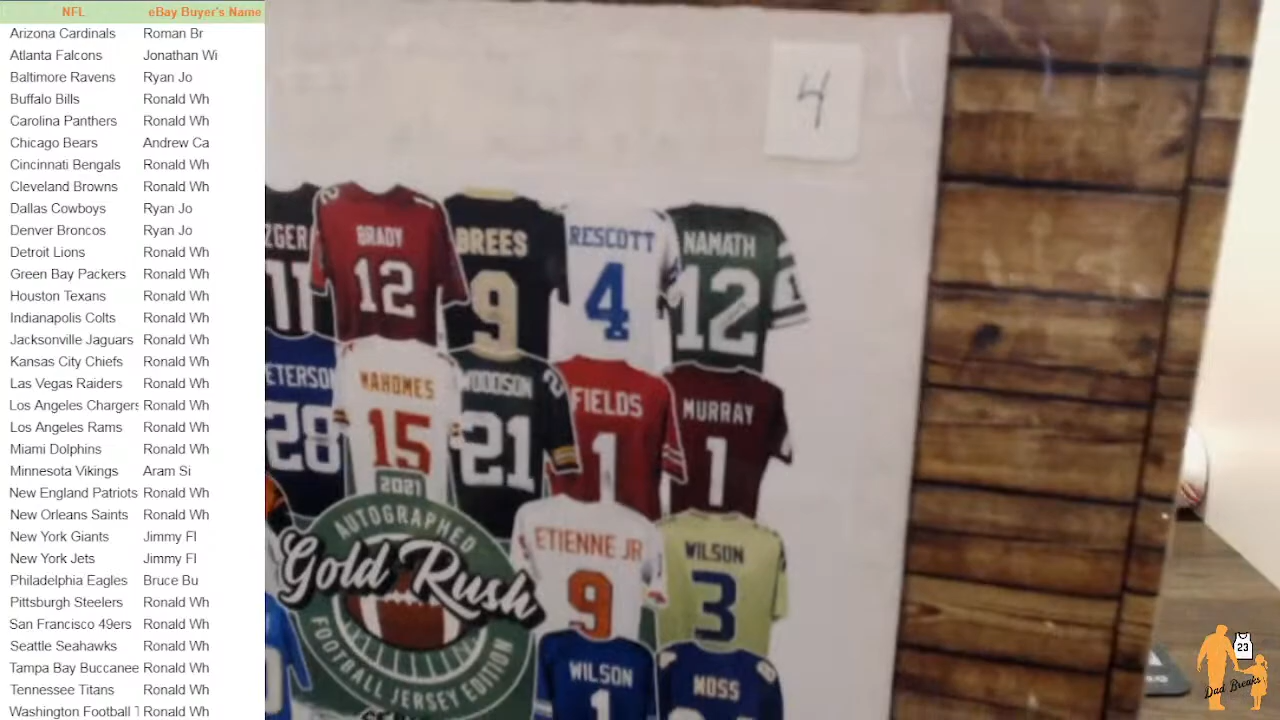 NFL eBay Buyer's Name
Arizona Cardinals Roman Br
Atlanta Falcons Jonathan Wi
Baltimore Ravens Ryan Jo
Buffalo Bills Ronald Wh
Carolina Panthers Ronald Wh
Chicago Bears Andrew Ca
Cincinnati Bengals Ronald Wh
Cleveland Browns Ronald Wh
Dallas Cowboys Ryan Jo
Denver Broncos Ryan Jo
Detroit Lions Ronald Wh
Green Bay Packers Ronald Wh
Houston Texans Ronald Wh
Indianapolis Colts Ronald Wh
Jacksonville Jaguars Ronald Wh
Kansas City Chiefs Ronald Wh
Las Vegas Raiders Ronald Wh
Los Angeles Chargers Ronald Wh
Los Angeles Rams Ronald Wh
Miami Dolphins Ronald Wh
Minnesota Vikings Aram Si
New England Patriots Ronald Wh
New Orleans Saints Ronald Wh
New York Giants Jimmy Fl
New York Jets Jimmy Fl
Philadelphia Eagles Bruce Bu
Pittsburgh Steelers Ronald Wh
San Francisco 49ers Ronald Wh
Seattle Seahawks Ronald Wh
Tampa Bay Buccanee Ronald Wh
Tennessee Titans Ronald Wh
Washington Football T Ronald Wh
4
ZGER BRADY BREES RESCOTT NAMATH
11 12 9 4 12
ETERSON MAHOMES WOODSON FIELDS MURRAY
28 15 21 1 1
2021
AUTOGRAPHED
Gold Rush
FOOTBALL JERSEY EDITION
ETIENNE JR WILSON
9 3
WILSON MOSS
1
23
Dad Breaks